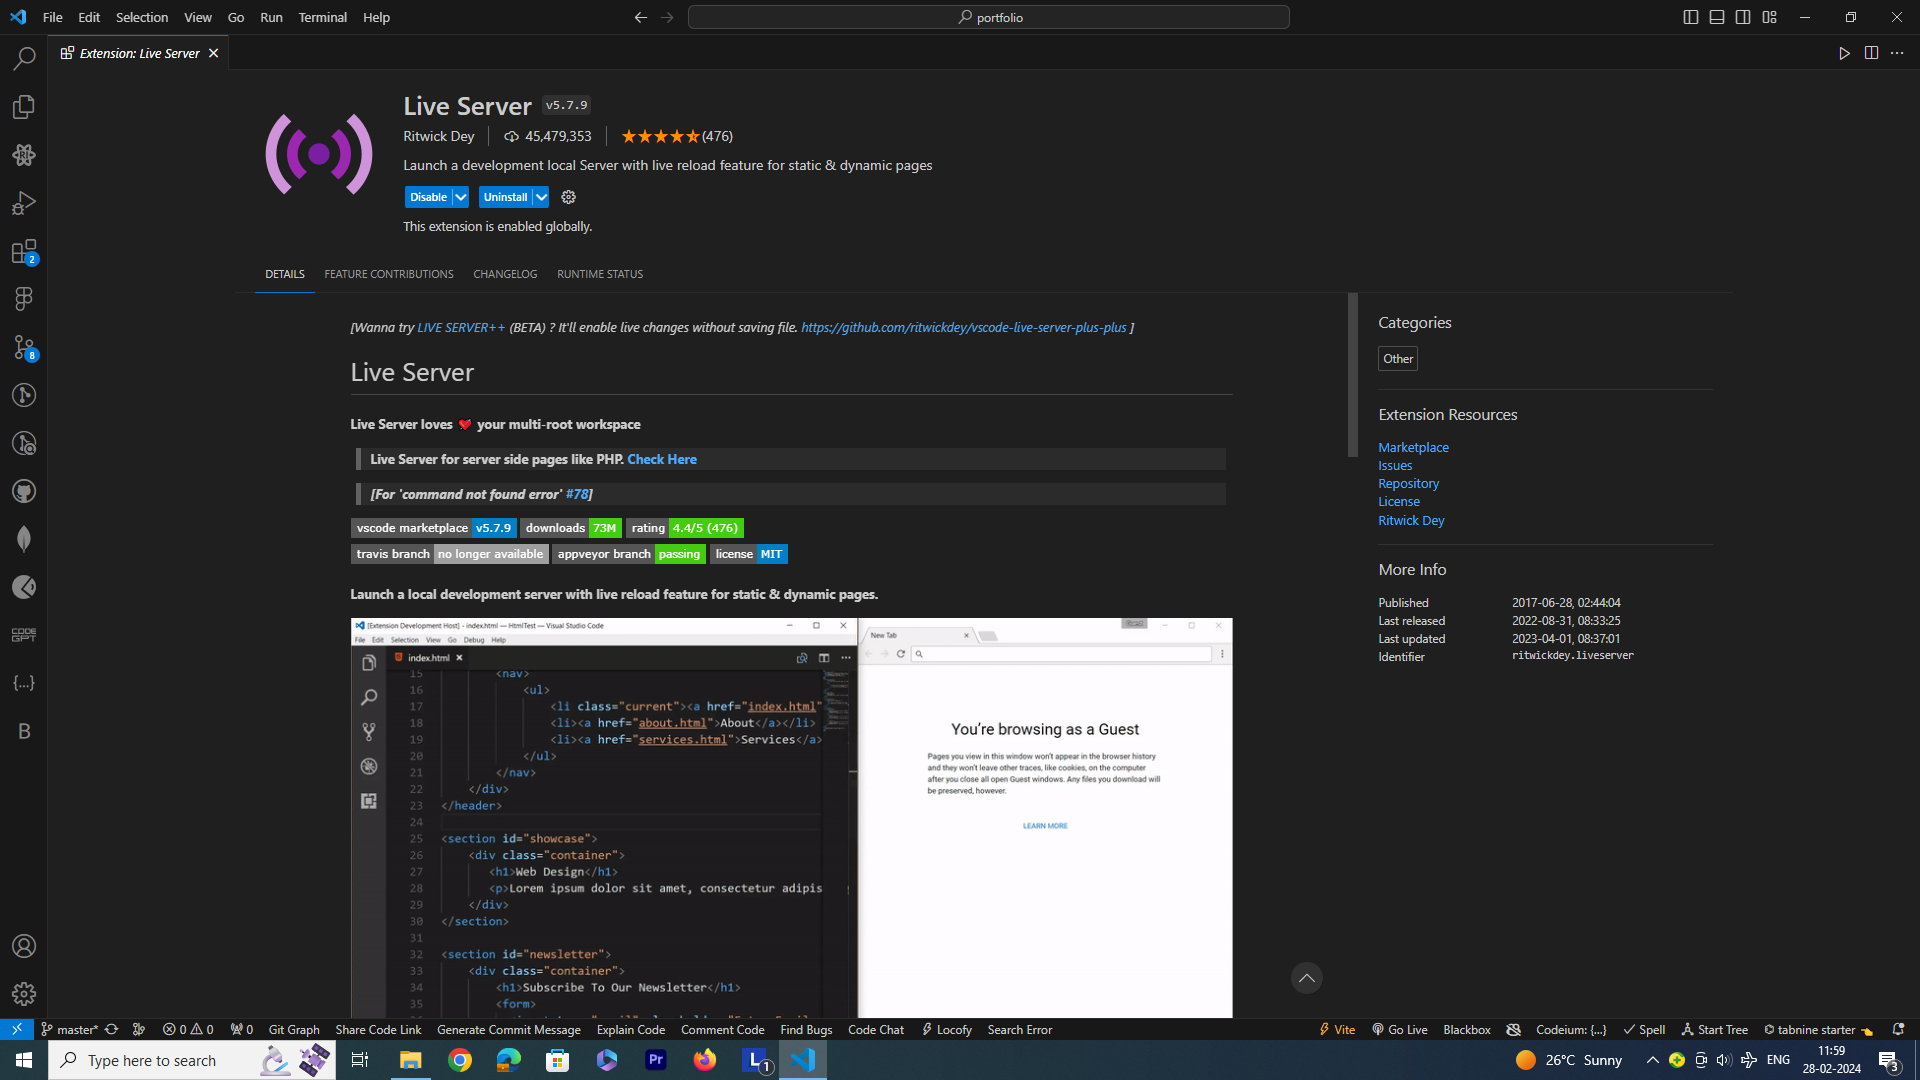 File Edit Selection View Go Run Terminal Help
portfolio
Extension: Live Server
Live Server v5.7.9
Ritwick Dey 45,479,353 (476)
Launch a development local Server with live reload feature for static & dynamic pages
Disable Uninstall
This extension is enabled globally.
2
8
CODE GPT
{...}
B
DETAILS FEATURE CONTRIBUTIONS CHANGELOG RUNTIME STATUS
[Wanna try LIVE SERVER++ (BETA) ? It'll enable live changes without saving file. https://github.com/ritwickdey/vscode-live-server-plus-plus ]
Live Server
Live Server loves ❤ your multi-root workspace
Live Server for server side pages like PHP. Check Here
[For 'command not found error' #78]
vscode marketplace v5.7.9 downloads 73M rating 4.4/5 (476)
travis branch no longer available appveyor branch passing license MIT
Launch a local development server with live reload feature for static & dynamic pages.
[Extension Development Host] - index.html — HtmlTest — Visual Studio Code
File Edit Selection View Go Debug Help
index.html
15 <nav>
16 <ul>
17 <li class="current"><a href="index.html"
18 <li><a href="about.html">About</a></li>
19 <li><a href="services.html">Services</a>
20 </ul>
21 </nav>
22 </div>
23 </header>
24
25 <section id="showcase">
26 <div class="container">
27 <h1>Web Design</h1>
28 <p>Lorem ipsum dolor sit amet, consectetur adipis
29 </div>
30 </section>
31
32 <section id="newsletter">
33 <div class="container">
34 <h1>Subscribe To Our Newsletter</h1>
35 <form>
New Tab
You're browsing as a Guest
Pages you view in this window won't appear in the browser history
and they won't leave other traces, like cookies, on the computer
after you close all open Guest windows. Any files you download will
be preserved, however.
LEARN MORE
Categories
Other
Extension Resources
Marketplace
Issues
Repository
License
Ritwick Dey
More Info
Published 2017-06-28, 02:44:04
Last released 2022-08-31, 08:33:25
Last updated 2023-04-01, 08:37:01
Identifier ritwickdey.liveserver
master* 0 0 0 Git Graph Share Code Link Generate Commit Message Explain Code Comment Code Find Bugs Code Chat Locofy Search Error Vite Go Live Blackbox Codeium: {...} Spell Start Tree tabnine starter
Type here to search Pr L 1 26°C Sunny ENG 11:59
28-02-2024 3